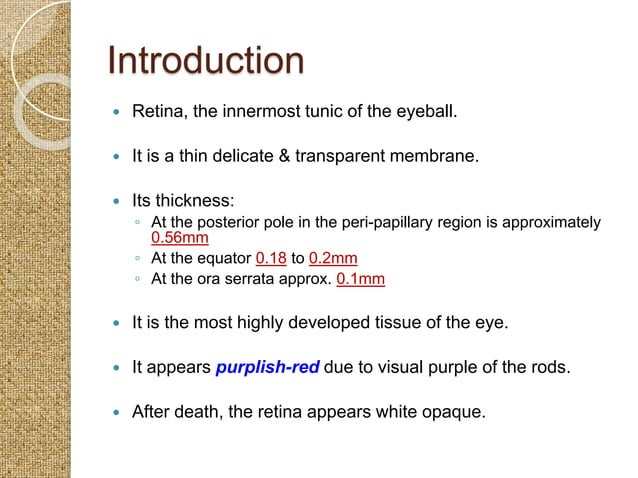 Introduction
• Retina, the innermost tunic of the eyeball.
• It is a thin delicate & transparent membrane.
• Its thickness:
◦ At the posterior pole in the peri-papillary region is approximately
0.56mm
◦ At the equator 0.18 to 0.2mm
◦ At the ora serrata approx. 0.1mm
• It is the most highly developed tissue of the eye.
• It appears purplish-red due to visual purple of the rods.
• After death, the retina appears white opaque.